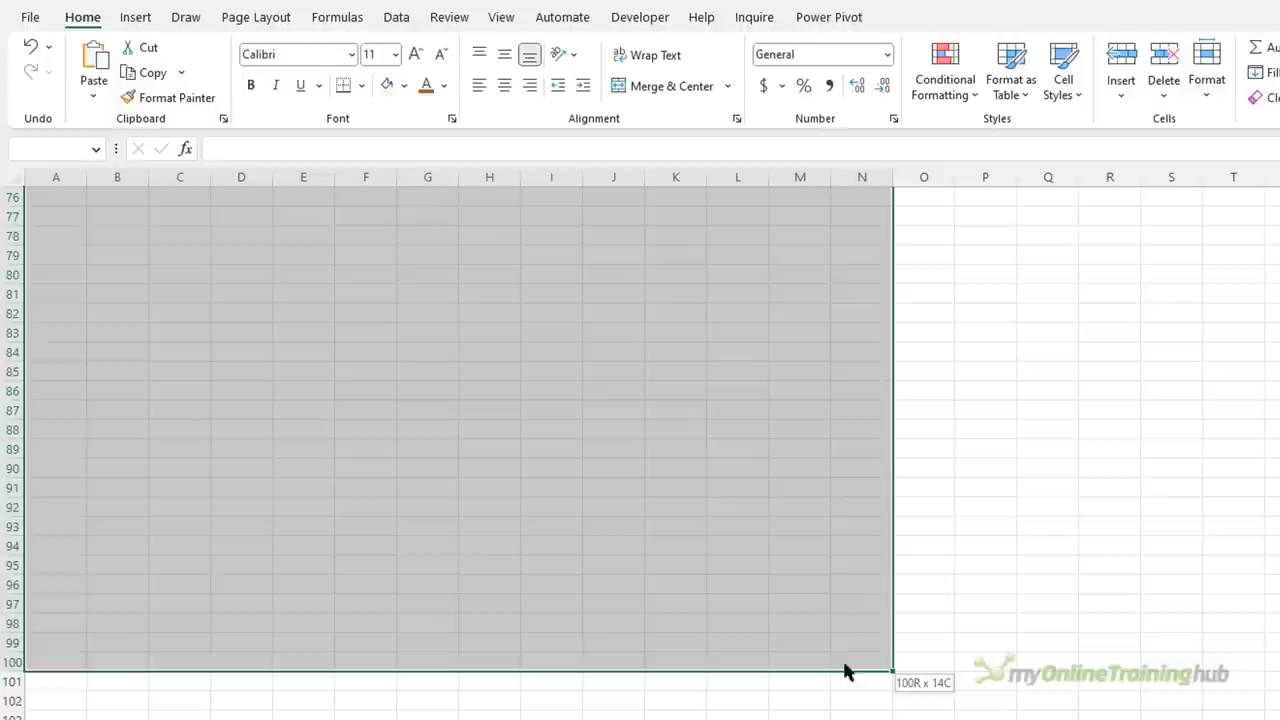 File Home Insert Draw Page Layout Formulas Data Review View Automate Developer Help Inquire Power Pivot
Cut
Copy
Format Painter
Paste
Calibri 11
B I U A
Wrap Text
Merge & Center
General
$ % ,
Conditional Formatting
Format as Table
Cell Styles
Insert
Delete
Format
Undo Clipboard Font Alignment Number Styles Cells
fx
A B C D E F G H I J K L M N O P Q R S T
76
77
78
79
80
81
82
83
84
85
86
87
88
89
90
91
92
93
94
95
96
97
98
99
100
101
102
100R x 14C
myOnlineTraininghub